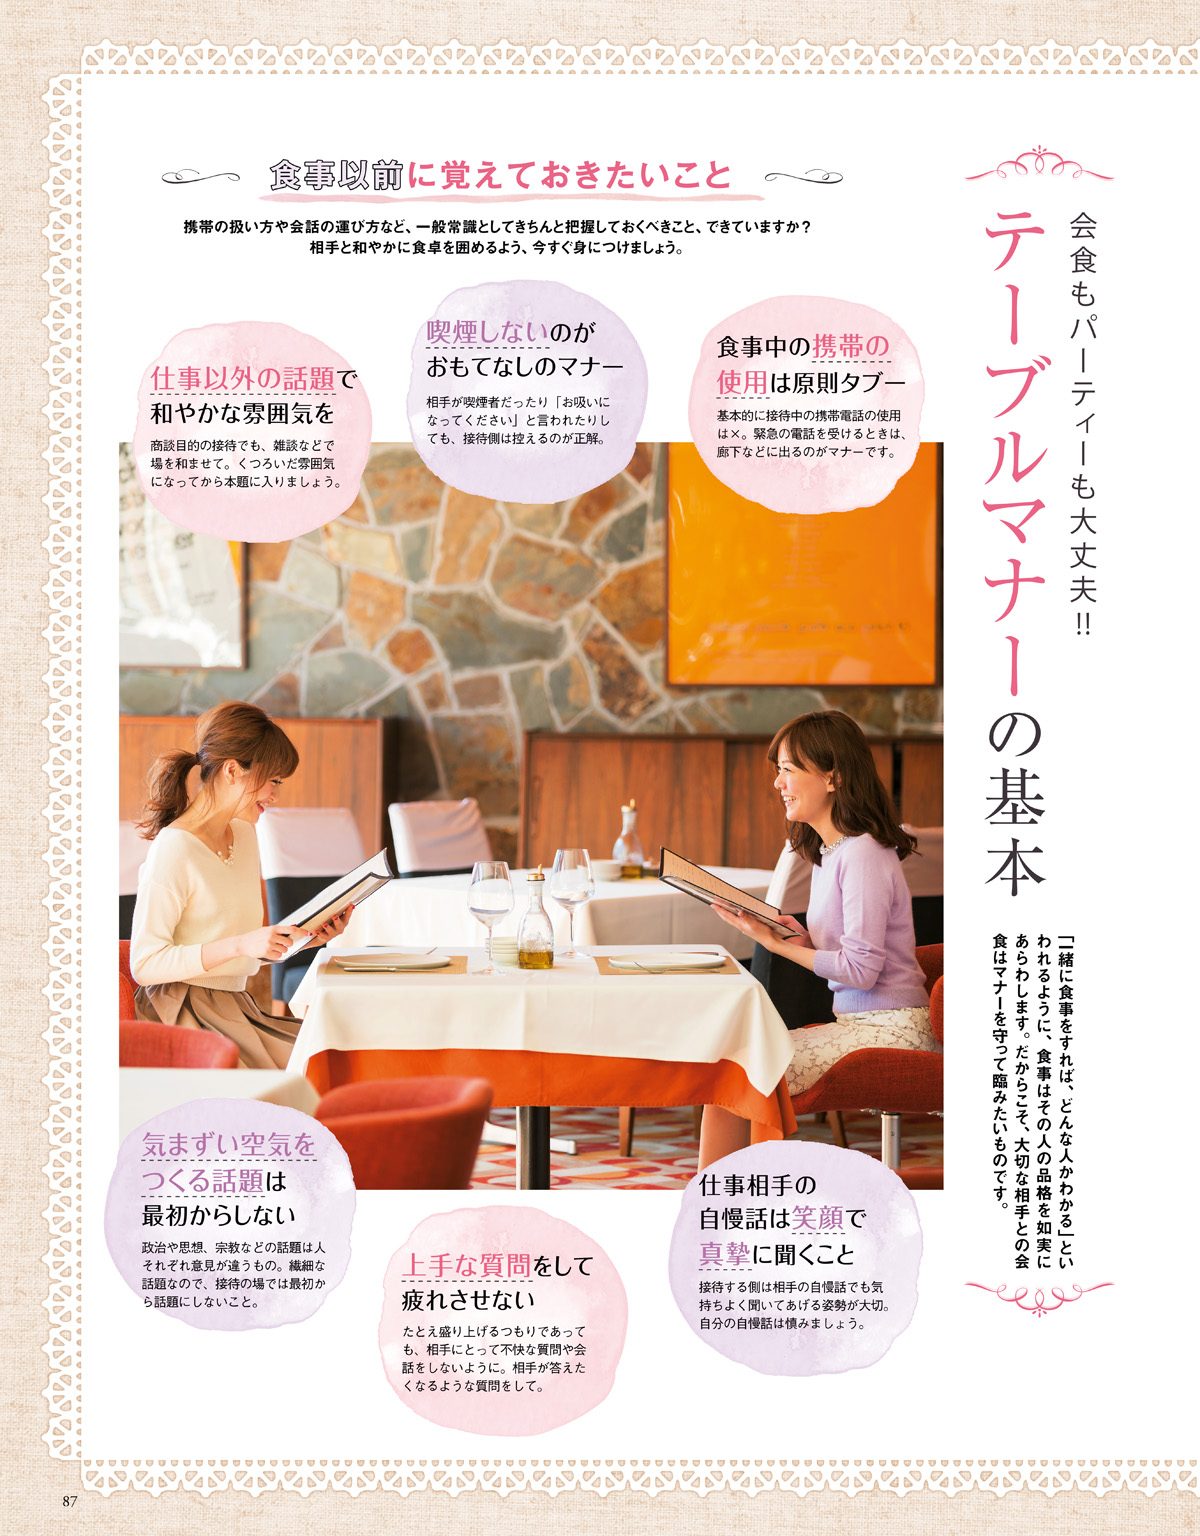 会食もパーティーも大丈夫!!
テーブルマナーの基本
「一緒に食事をすれば、どんな人かわかる」とい
われるように、食事はその人の品格を如実に
あらわします。だからこそ、大切な相手との会
食はマナーを守って臨みたいものです。
食事以前に覚えておきたいこと
携帯の扱い方や会話の運び方など、一般常識としてきちんと把握しておくべきこと、できていますか？
相手と和やかに食卓を囲めるよう、今すぐ身につけましょう。
食事中の携帯の
使用は原則タブー
基本的に接待中の携帯電話の使用
は×。緊急の電話を受けるときは、
廊下などに出るのがマナーです。
喫煙しないのが
おもてなしのマナー
相手が喫煙者だったり「お吸いに
なってください」と言われたりし
ても、接待側は控えるのが正解。
仕事以外の話題で
和やかな雰囲気を
商談目的の接待でも、雑談などで
場を和ませて。くつろいだ雰囲気
になってから本題に入りましょう。
仕事相手の
自慢話は笑顔で
真摯に聞くこと
接待する側は相手の自慢話でも気
持ちよく聞いてあげる姿勢が大切。
自分の自慢話は慎みましょう。
上手な質問をして
疲れさせない
たとえ盛り上げるつもりであって
も、相手にとって不快な質問や会
話をしないように。相手が答えた
くなるような質問をして。
気まずい空気を
つくる話題は
最初からしない
政治や思想、宗教などの話題は人
それぞれ意見が違うもの。繊細な
話題なので、接待の場では最初か
ら話題にしないこと。
87